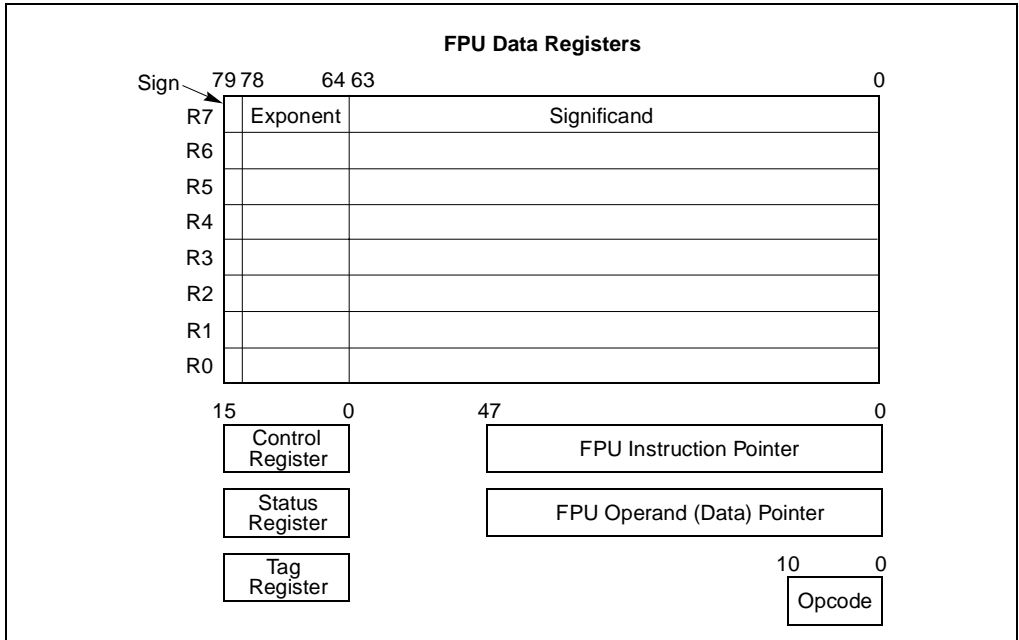 FPU Data Registers
Sign 79 78 64 63 0
R7 Exponent Significand
R6
R5
R4
R3
R2
R1
R0
15 0 47 0
Control Register FPU Instruction Pointer
Status Register FPU Operand (Data) Pointer
Tag Register 10 0
Opcode